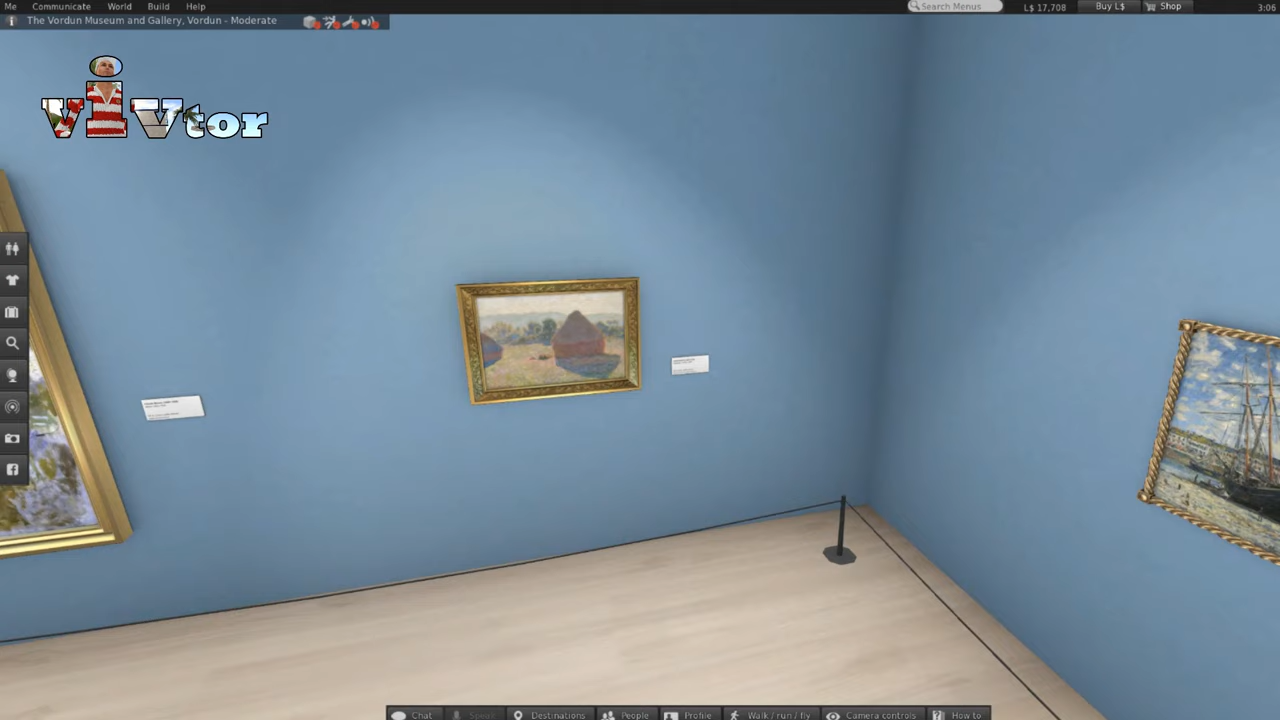 Me Communicate World Build Help
Search Menus L$ 17,708 Buy L$ Shop 3:06
The Vordun Museum and Gallery, Vordun - Moderate
vivtor
Chat Speak Destinations People Profile Walk / run / fly Camera controls How to